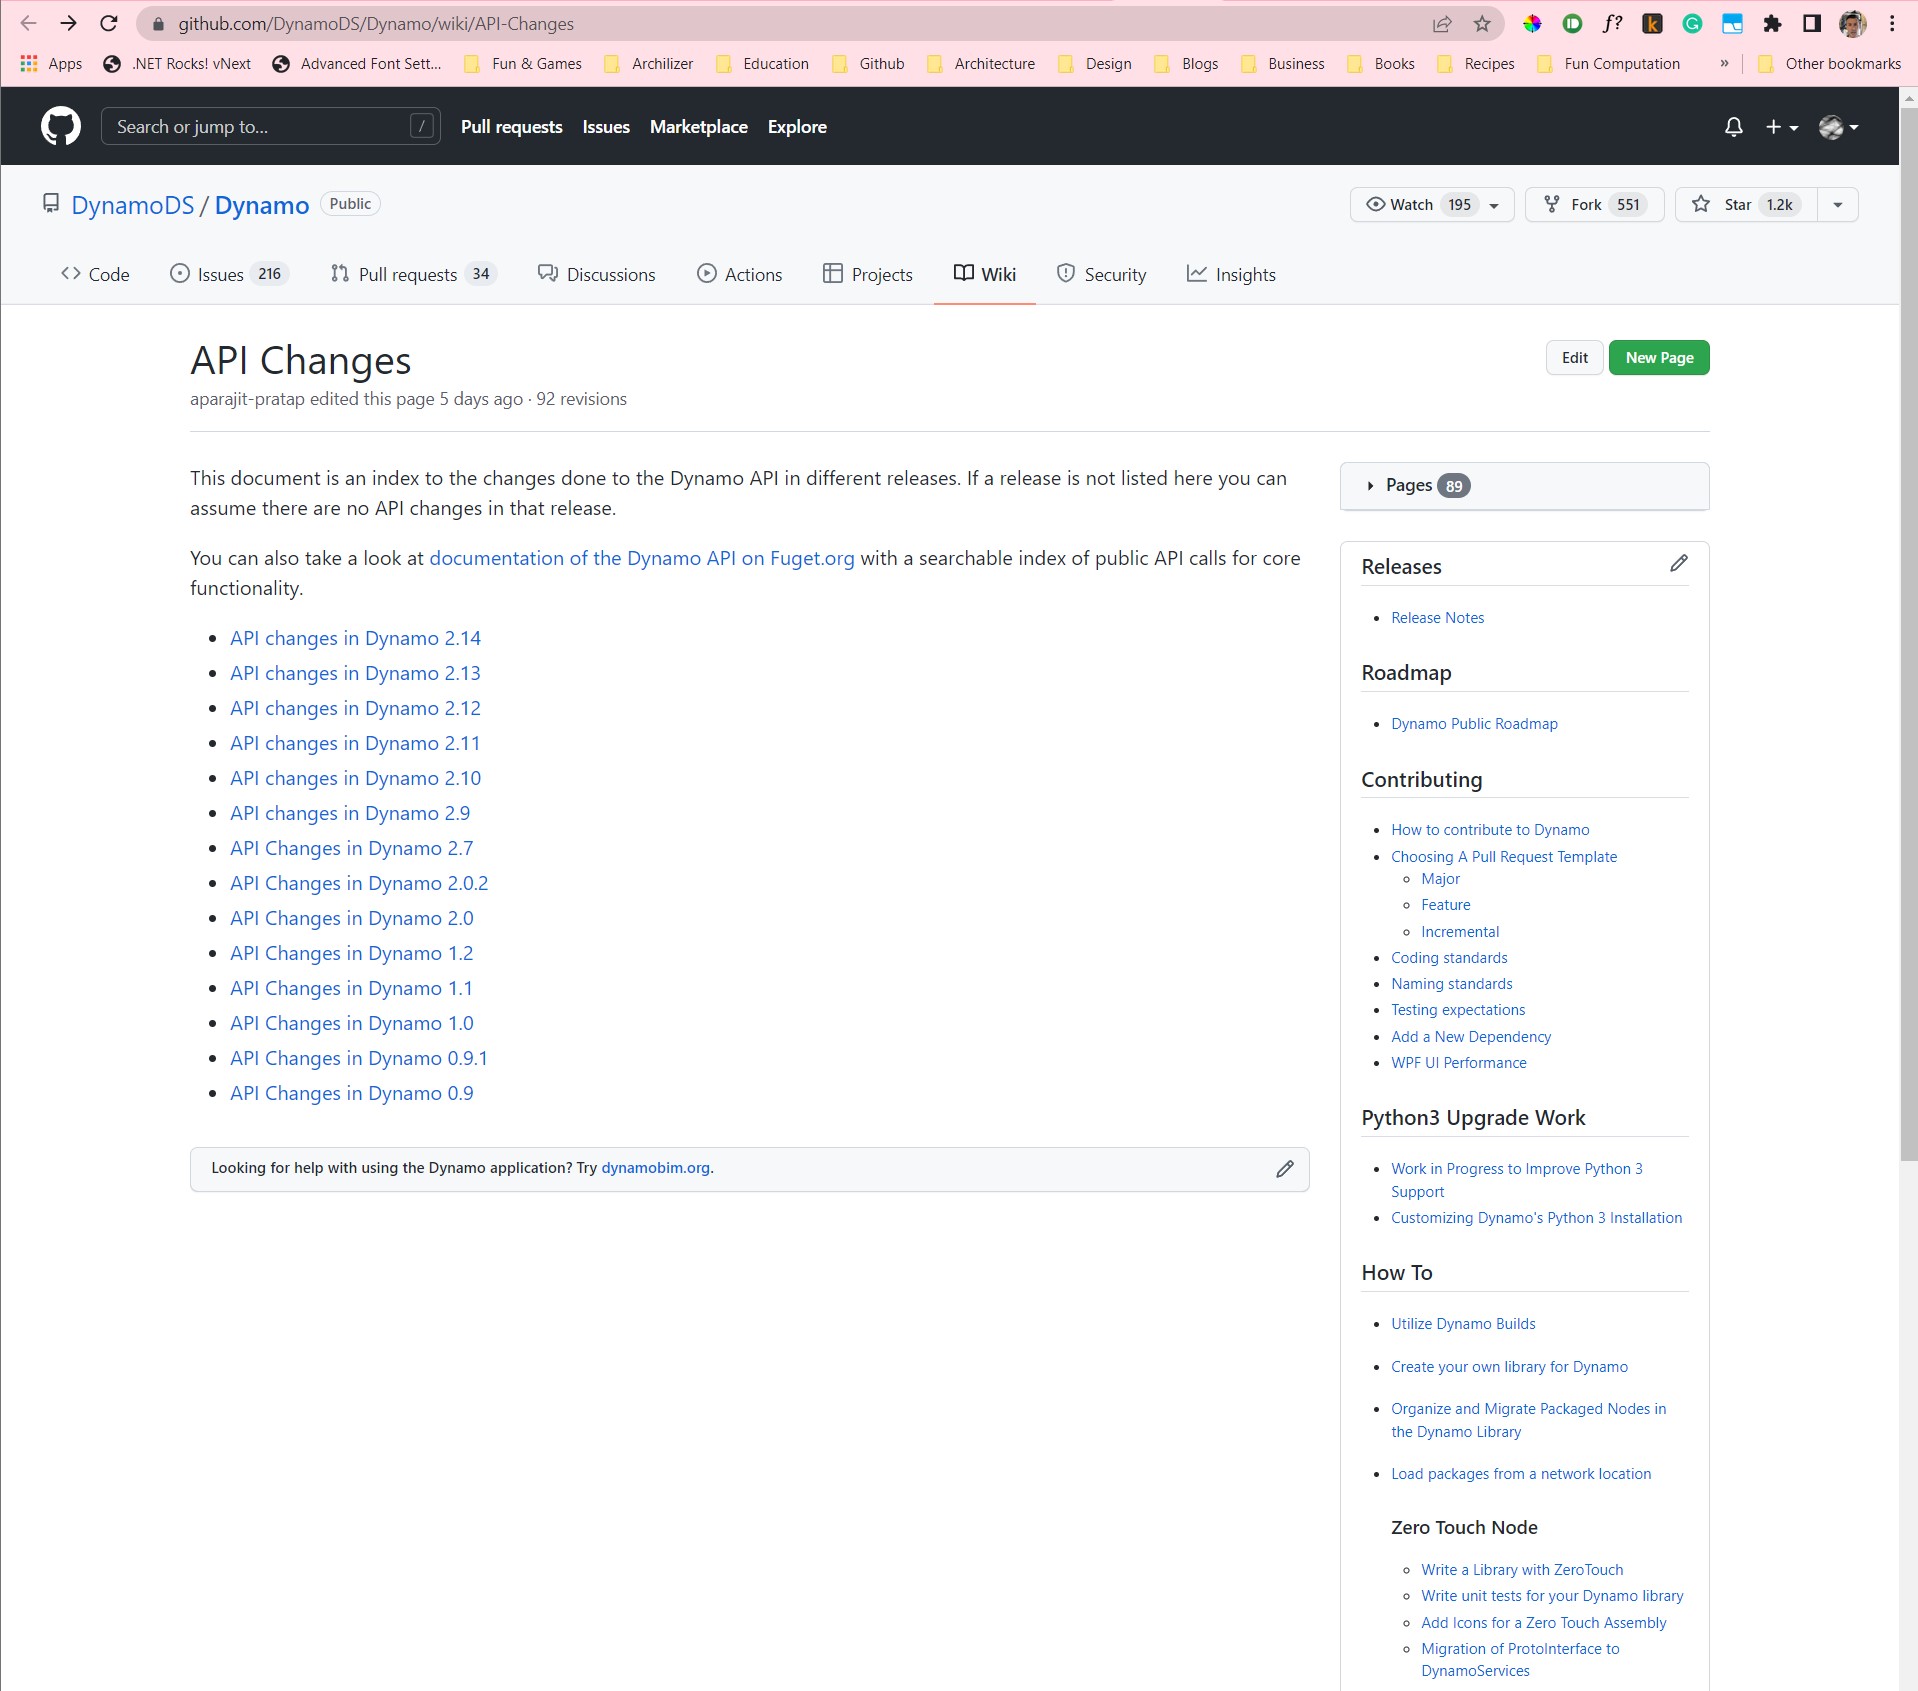 github.com/DynamoDS/Dynamo/wiki/API-Changes
Apps .NET Rocks! vNext Advanced Font Sett... Fun & Games Archilizer Education Github Architecture Design Blogs Business Books Recipes Fun Computation » Other bookmarks
Search or jump to... / Pull requests Issues Marketplace Explore
DynamoDS / Dynamo Public Watch 195 Fork 551 Star 1.2k
Code Issues 216 Pull requests 34 Discussions Actions Projects Wiki Security Insights
API Changes
Edit New Page
aparajit-pratap edited this page 5 days ago · 92 revisions
This document is an index to the changes done to the Dynamo API in different releases. If a release is not listed here you can
assume there are no API changes in that release.
You can also take a look at documentation of the Dynamo API on Fuget.org with a searchable index of public API calls for core
functionality.
API changes in Dynamo 2.14
API changes in Dynamo 2.13
API changes in Dynamo 2.12
API changes in Dynamo 2.11
API changes in Dynamo 2.10
API changes in Dynamo 2.9
API Changes in Dynamo 2.7
API Changes in Dynamo 2.0.2
API Changes in Dynamo 2.0
API Changes in Dynamo 1.2
API Changes in Dynamo 1.1
API Changes in Dynamo 1.0
API Changes in Dynamo 0.9.1
API Changes in Dynamo 0.9
Looking for help with using the Dynamo application? Try dynamobim.org.
Pages 89
Releases
Release Notes
Roadmap
Dynamo Public Roadmap
Contributing
How to contribute to Dynamo
Choosing A Pull Request Template
Major
Feature
Incremental
Coding standards
Naming standards
Testing expectations
Add a New Dependency
WPF UI Performance
Python3 Upgrade Work
Work in Progress to Improve Python 3
Support
Customizing Dynamo's Python 3 Installation
How To
Utilize Dynamo Builds
Create your own library for Dynamo
Organize and Migrate Packaged Nodes in
the Dynamo Library
Load packages from a network location
Zero Touch Node
Write a Library with ZeroTouch
Write unit tests for your Dynamo library
Add Icons for a Zero Touch Assembly
Migration of ProtoInterface to
DynamoServices